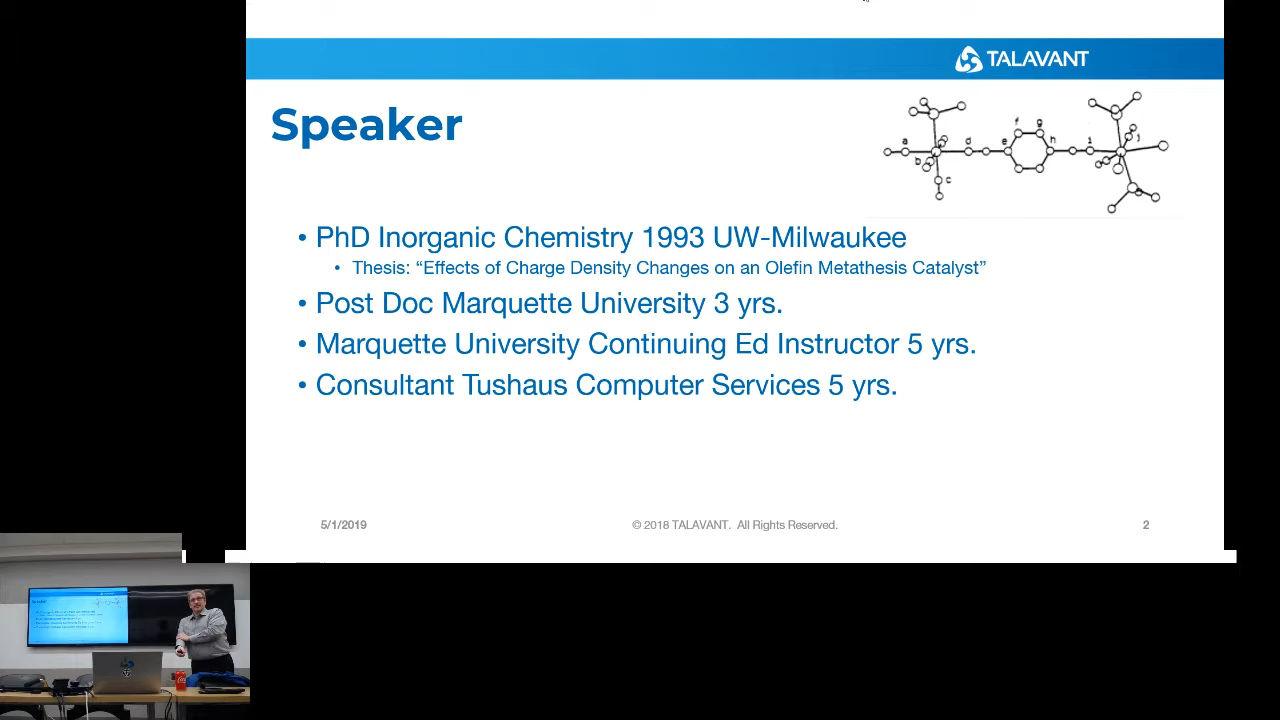 TALAVANT
Speaker
a
b
c
d
e
f
g
h
i
j
• PhD Inorganic Chemistry 1993 UW-Milwaukee
• Thesis: “Effects of Charge Density Changes on an Olefin Metathesis Catalyst”
• Post Doc Marquette University 3 yrs.
• Marquette University Continuing Ed Instructor 5 yrs.
• Consultant Tushaus Computer Services 5 yrs.
5/1/2019
© 2018 TALAVANT. All Rights Reserved.
2
Speaker